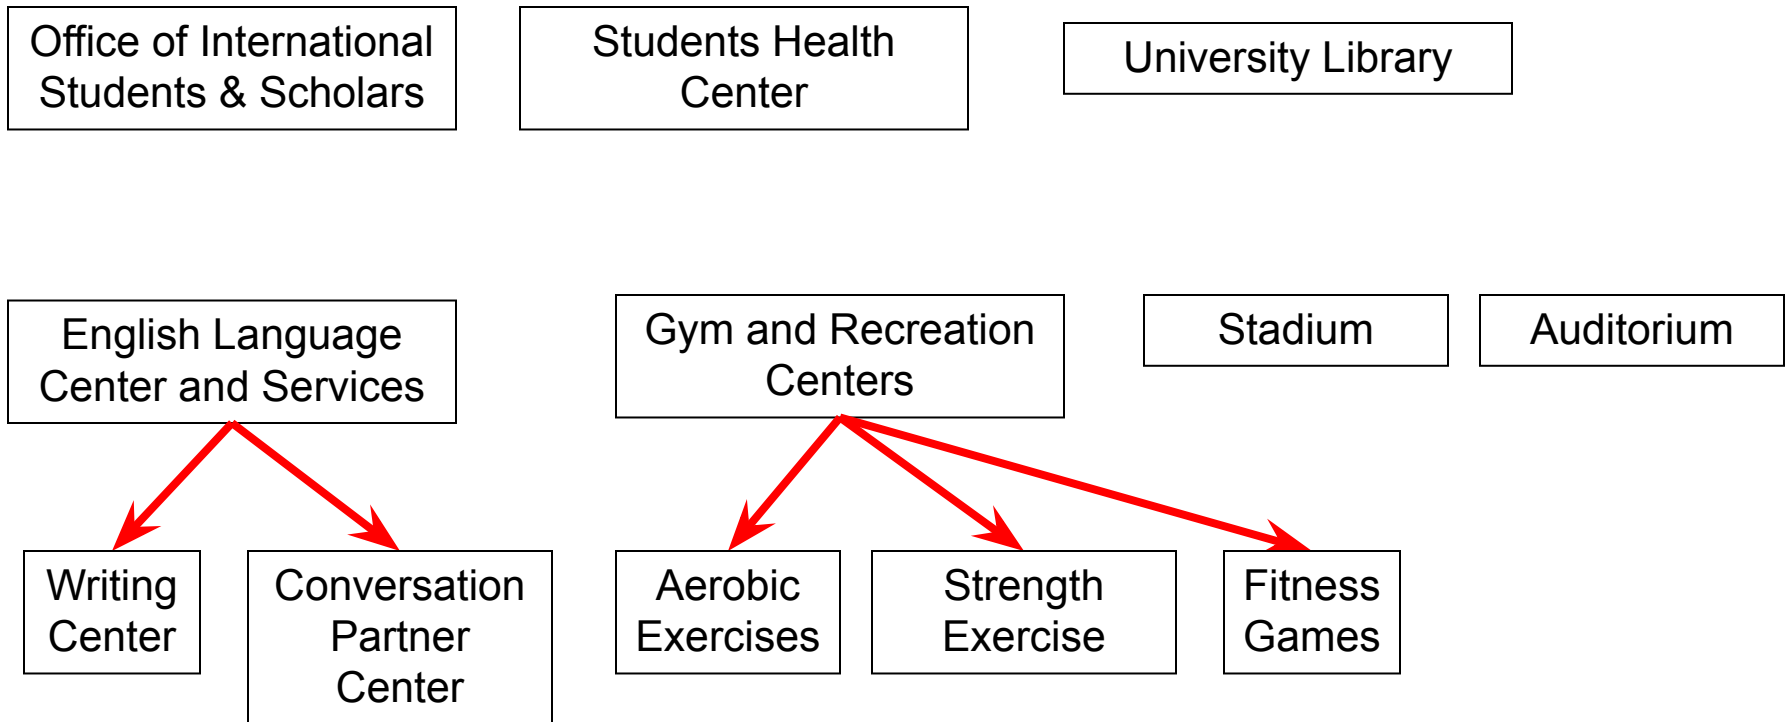 Office of International
Students & Scholars
Students Health
Center
University Library
English Language
Center and Services
Gym and Recreation
Centers
Stadium
Auditorium
Writing
Center
Conversation
Partner
Center
Aerobic
Exercises
Strength
Exercise
Fitness
Games